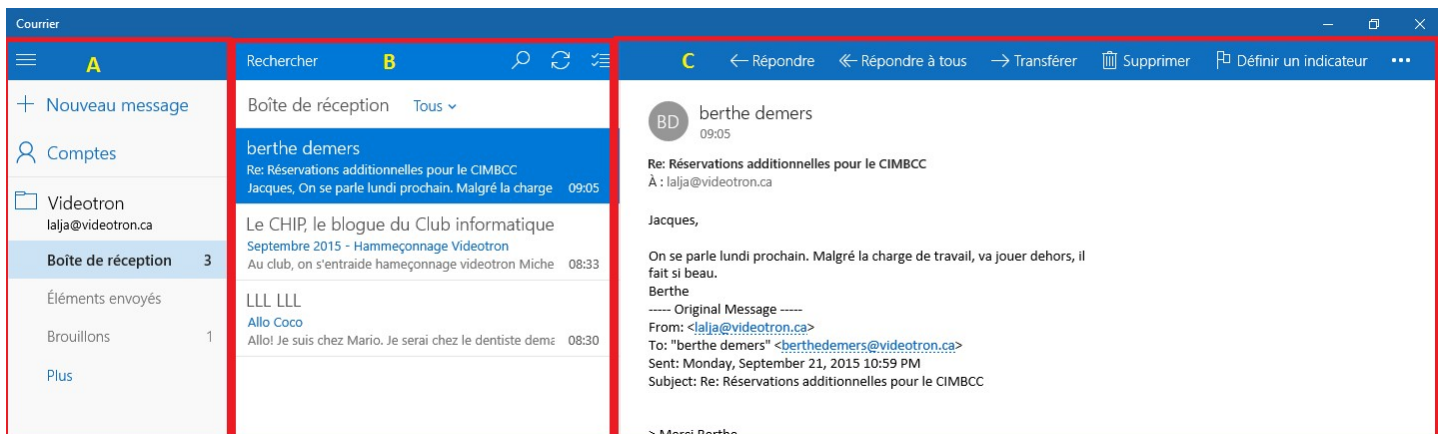 Courrier
A
+ Nouveau message
Comptes
Videotron
lalja@videotron.ca
Boîte de réception 3
Éléments envoyés
Brouillons 1
Plus
Rechercher B
Boîte de réception Tous
berthe demers
Re: Réservations additionnelles pour le CIMBCC
Jacques, On se parle lundi prochain. Malgré la charge 09:05
Le CHIP, le blogue du Club informatique
Septembre 2015 - Hammeçonnage Videotron
Au club, on s'entraide hameçonnage videotron Miche 08:33
LLL LLL
Allo Coco
Allo! Je suis chez Mario. Je serai chez le dentiste dema 08:30
C Répondre Répondre à tous Transférer Supprimer Définir un indicateur •••
BD
berthe demers
09:05
Re: Réservations additionnelles pour le CIMBCC
À : lalja@videotron.ca
Jacques,
On se parle lundi prochain. Malgré la charge de travail, va jouer dehors, il
fait si beau.
Berthe
----- Original Message -----
From: <lalja@videotron.ca>
To: "berthe demers" <berthedemers@videotron.ca>
Sent: Monday, September 21, 2015 10:59 PM
Subject: Re: Réservations additionnelles pour le CIMBCC
> Merci Berthe